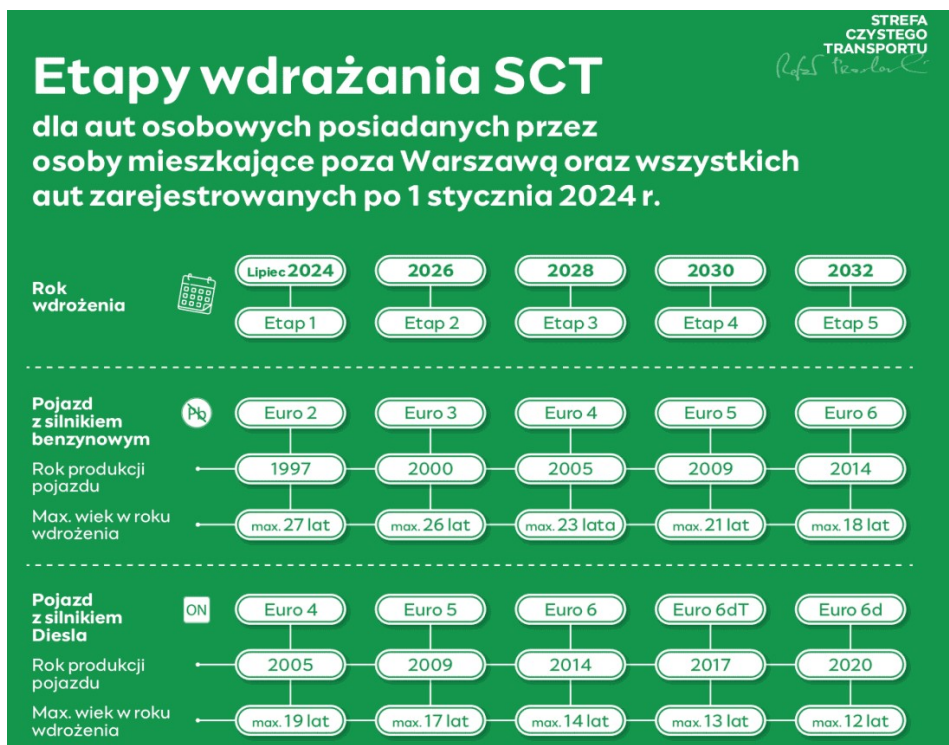 STREFA
CZYSTEGO
TRANSPORTU
Etapy wdrażania SCT
dla aut osobowych posiadanych przez
osoby mieszkające poza Warszawą oraz wszystkich
aut zarejestrowanych po 1 stycznia 2024 r.
Rok
wdrożenia
Lipiec 2024 2026 2028 2030 2032
Etap 1 Etap 2 Etap 3 Etap 4 Etap 5
Pojazd
z silnikiem
benzynowym
Pb
Euro 2 Euro 3 Euro 4 Euro 5 Euro 6
Rok produkcji
pojazdu
1997 2000 2005 2009 2014
Max. wiek w roku
wdrożenia
max. 27 lat max. 26 lat max. 23 lata max. 21 lat max. 18 lat
Pojazd
z silnikiem
Diesla
ON
Euro 4 Euro 5 Euro 6 Euro 6dT Euro 6d
Rok produkcji
pojazdu
2005 2009 2014 2017 2020
Max. wiek w roku
wdrożenia
max. 19 lat max. 17 lat max. 14 lat max. 13 lat max. 12 lat